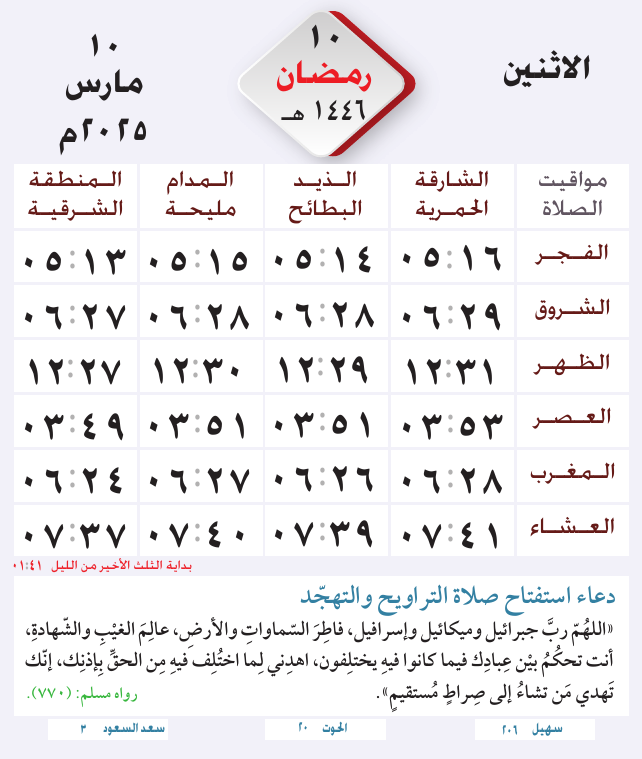 الاثنين
١٠
رمضان
١٤٤٦ هـ
١٠
مارس
٢٠٢٥م
مواقيت الصلاة | الشارقة الحمرية | الذيد البطائح | المدام مليحة | المنطقة الشرقية
الفجر | ٠٥:١٦ | ٠٥:١٤ | ٠٥:١٥ | ٠٥:١٣
الشروق | ٠٦:٢٩ | ٠٦:٢٨ | ٠٦:٢٨ | ٠٦:٢٧
الظهر | ١٢:٣١ | ١٢:٢٩ | ١٢:٣٠ | ١٢:٢٧
العصر | ٠٣:٥٣ | ٠٣:٥١ | ٠٣:٥١ | ٠٣:٤٩
المغرب | ٠٦:٢٨ | ٠٦:٢٦ | ٠٦:٢٧ | ٠٦:٢٤
العشاء | ٠٧:٤١ | ٠٧:٣٩ | ٠٧:٤٠ | ٠٧:٣٧
بداية الثلث الأخير من الليل ٠١:٤١
دعاء استفتاح صلاة التراويح والتهجّد
«اللهُمّ ربَّ جبرائيل وميكائيل وإسرافيل، فاطِرَ السّماواتِ والأرضِ، عالِمَ الغيْبِ والشّهادةِ،
أنت تحكُمُ بيْن عِبادِك فيما كانوا فيهِ يختلِفون، اهدِني لِما اختُلِف فيهِ مِن الحقِّ بِإذنِك، إنّك
تَهدي مَن تشاءُ إلى صِراطٍ مُستقيمٍ». رواه مسلم: (٧٧٠).
سهيل ٢٠٦
الحوت ٢٠
سعد السعود ٣